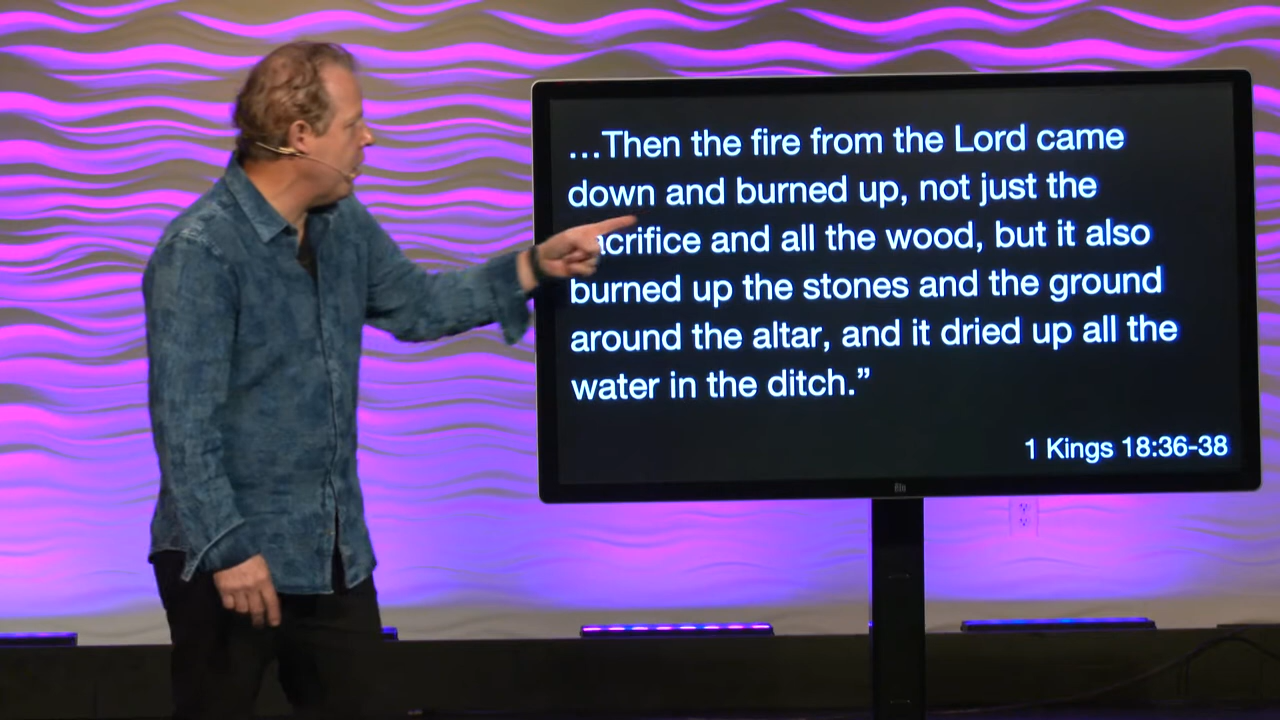 ...Then the fire from the Lord came
down and burned up, not just the
acrifice and all the wood, but it also
burned up the stones and the ground
around the altar, and it dried up all the
water in the ditch.”
1 Kings 18:36-38